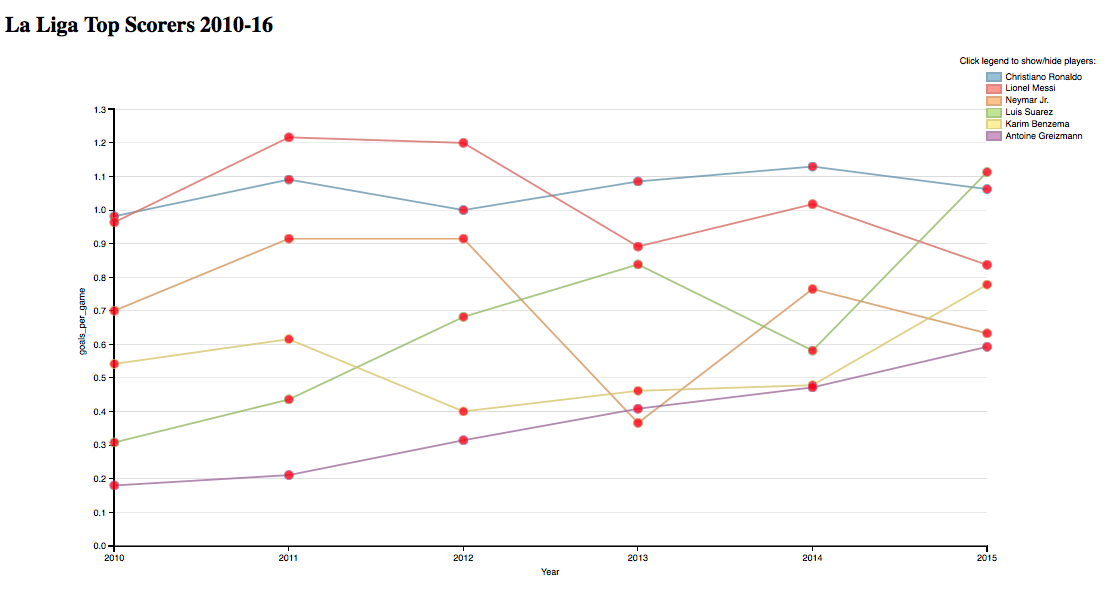 La Liga Top Scorers 2010-16
Click legend to show/hide players:
Christiano Ronaldo
Lionel Messi
Neymar Jr.
Luis Suarez
Karim Benzema
Antoine Greizmann
1.3
1.2
1.1
1.0
0.9
0.8
0.7
0.6
0.5
0.4
0.3
0.2
0.1
0.0
goals_per_game
2010 2011 2012 2013 2014 2015
Year